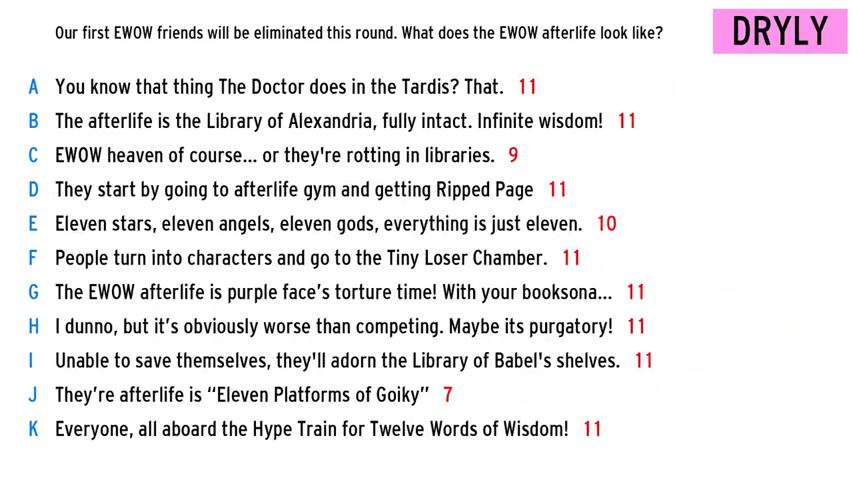 Our first EWOW friends will be eliminated this round. What does the EWOW afterlife look like?
DRYLY
A You know that thing The Doctor does in the Tardis? That. 11
B The afterlife is the Library of Alexandria, fully intact. Infinite wisdom! 11
C EWOW heaven of course... or they're rotting in libraries. 9
D They start by going to afterlife gym and getting Ripped Page 11
E Eleven stars, eleven angels, eleven gods, everything is just eleven. 10
F People turn into characters and go to the Tiny Loser Chamber. 11
G The EWOW afterlife is purple face’s torture time! With your booksona... 11
H I dunno, but it’s obviously worse than competing. Maybe its purgatory! 11
I Unable to save themselves, they'll adorn the Library of Babel's shelves. 11
J They’re afterlife is “Eleven Platforms of Goiky” 7
K Everyone, all aboard the Hype Train for Twelve Words of Wisdom! 11